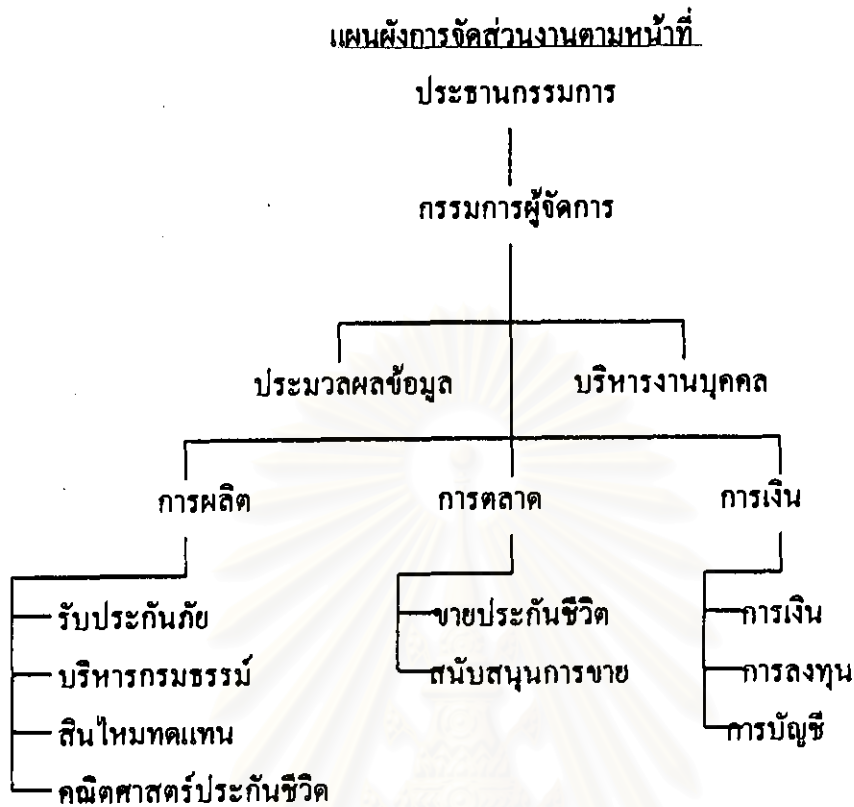 แผนผังการจัดส่วนงานตามหน้าที่
ประธานกรรมการ
กรรมการผู้จัดการ
ประมวลผลข้อมูล บริหารงานบุคคล
การผลิต การตลาด การเงิน
รับประกันภัย ขายประกันชีวิต การเงิน
บริหารกรมธรรม์ สนับสนุนการขาย การลงทุน
สินไหมทดแทน การบัญชี
คณิตศาสตร์ประกันชีวิต